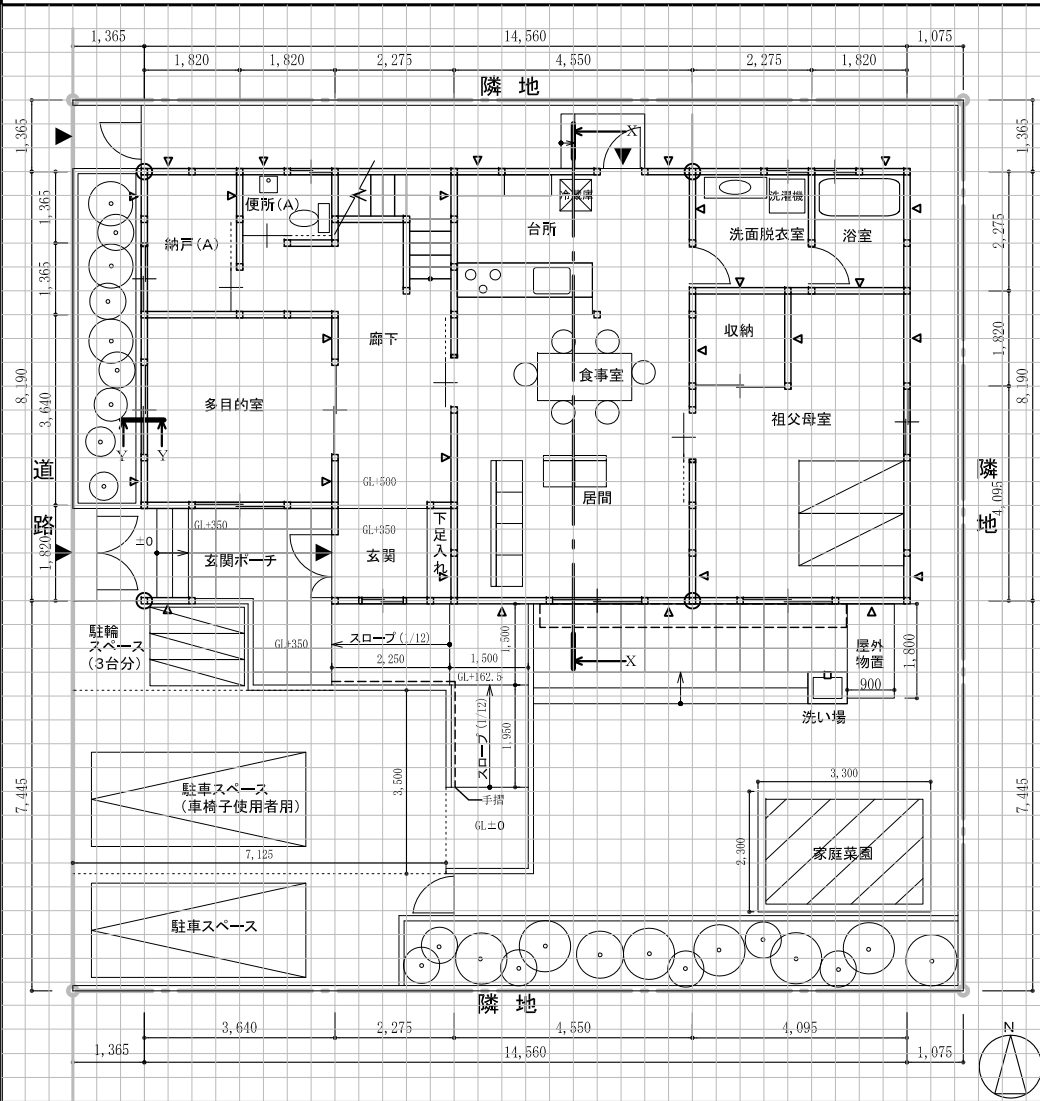 1,365
14,560
1,075
1,820
1,820
2,275
4,550
2,275
1,820
隣 地
1,365
1,365
X
1,365
便所(A)
冷蔵庫
洗濯機
納戸(A)
台所
洗面脱衣室
浴室
2,275
1,365
廊下
収納
1,820
食事室
8,190
8,190
3,640
多目的室
祖父母室
Y
Y
道
路
隣
地
GL+500
居間
4,095
GL+350
±0
GL+350
下足入れ
1,820
玄関ポーチ
玄関
駐輪
スペース
(3台分)
GL+350
スロープ(1/12)
1,500
屋外
物置
1,800
2,250
1,500
X
GL+162.5
900
スロープ(1/12)
1,950
洗い場
駐車スペース
(車椅子使用者用)
3,500
手摺
3,300
7,445
7,445
GL±0
2,300
家庭菜園
7,125
駐車スペース
隣 地
3,640
2,275
4,550
4,095
1,365
14,560
1,075
N